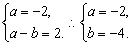 {a=−2, ∴ {a=−2,
a−b=2. b=−4.